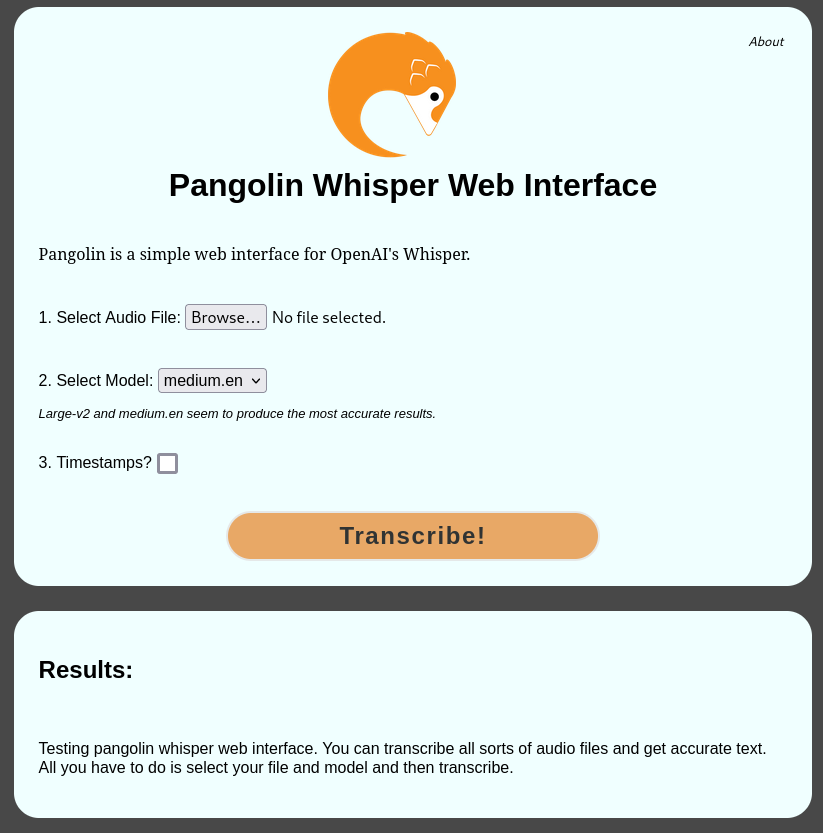 About
Pangolin Whisper Web Interface
Pangolin is a simple web interface for OpenAI's Whisper.
1. Select Audio File: Browse... No file selected.
2. Select Model: medium.en
Large-v2 and medium.en seem to produce the most accurate results.
3. Timestamps?
Transcribe!
Results:
Testing pangolin whisper web interface. You can transcribe all sorts of audio files and get accurate text.
All you have to do is select your file and model and then transcribe.